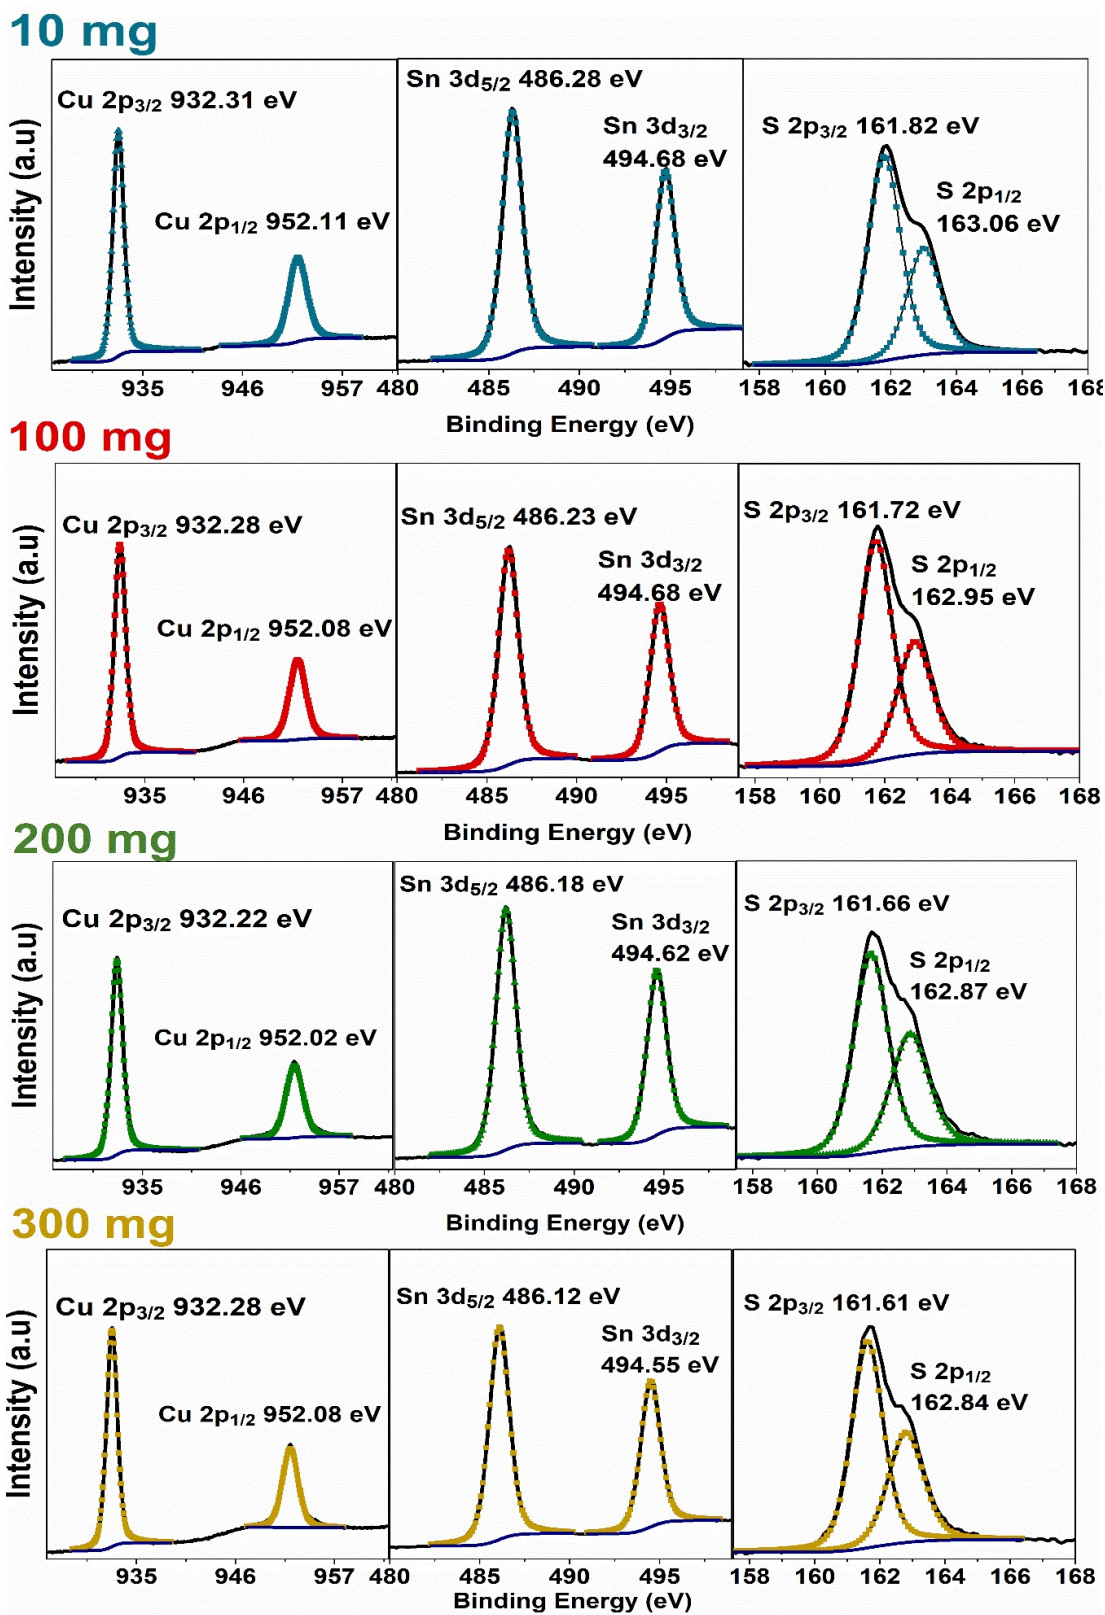 10 mg
Cu 2p3/2 932.31 eV
Cu 2p1/2 952.11 eV
Sn 3d5/2 486.28 eV
Sn 3d3/2
494.68 eV
S 2p3/2 161.82 eV
S 2p1/2
163.06 eV
Intensity (a.u)
935 946 957 480 485 490 495 158 160 162 164 166 168
Binding Energy (eV)
100 mg
Cu 2p3/2 932.28 eV
Cu 2p1/2 952.08 eV
Sn 3d5/2 486.23 eV
Sn 3d3/2
494.68 eV
S 2p3/2 161.72 eV
S 2p1/2
162.95 eV
Intensity (a.u)
935 946 957 480 485 490 495 158 160 162 164 166 168
Binding Energy (eV)
200 mg
Cu 2p3/2 932.22 eV
Cu 2p1/2 952.02 eV
Sn 3d5/2 486.18 eV
Sn 3d3/2
494.62 eV
S 2p3/2 161.66 eV
S 2p1/2
162.87 eV
Intensity (a.u)
935 946 957 480 485 490 495 158 160 162 164 166 168
Binding Energy (eV)
300 mg
Cu 2p3/2 932.28 eV
Cu 2p1/2 952.08 eV
Sn 3d5/2 486.12 eV
Sn 3d3/2
494.55 eV
S 2p3/2 161.61 eV
S 2p1/2
162.84 eV
Intensity (a.u)
935 946 957 480 485 490 495 158 160 162 164 166 168
Binding Energy (eV)